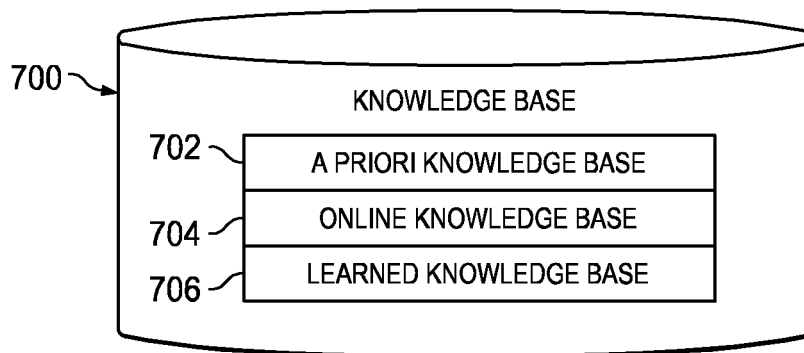 700
KNOWLEDGE BASE
702
A PRIORI KNOWLEDGE BASE
704
ONLINE KNOWLEDGE BASE
706
LEARNED KNOWLEDGE BASE